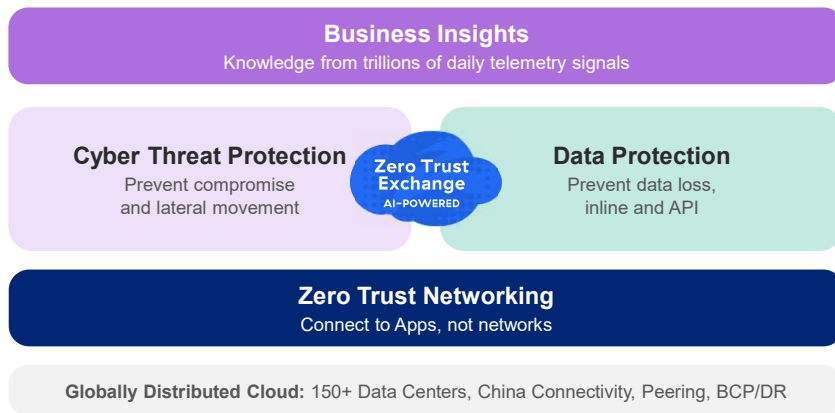 Business Insights
Knowledge from trillions of daily telemetry signals
Cyber Threat Protection
Prevent compromise
and lateral movement
Zero Trust
Exchange
AI-POWERED
Data Protection
Prevent data loss,
inline and API
Zero Trust Networking
Connect to Apps, not networks
Globally Distributed Cloud: 150+ Data Centers, China Connectivity, Peering, BCP/DR